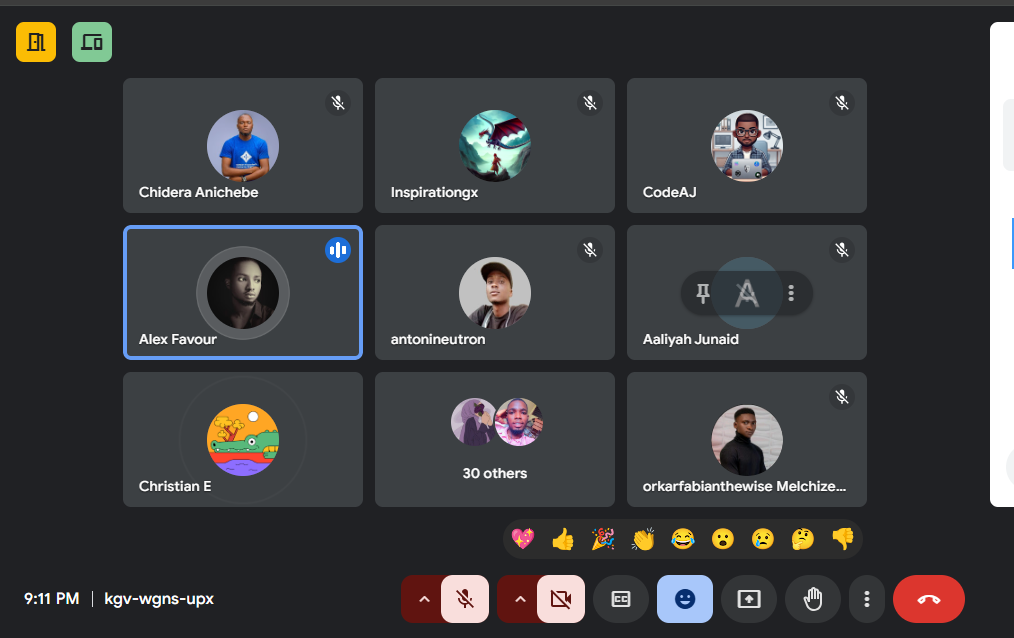 Chidera Anichebe
Inspirationgx
CodeAJ
Alex Favour
antonineutron
Aaliyah Junaid
Christian E
30 others
orkarfabianthewise Melchize...
9:11 PM | kgv-wgns-upx